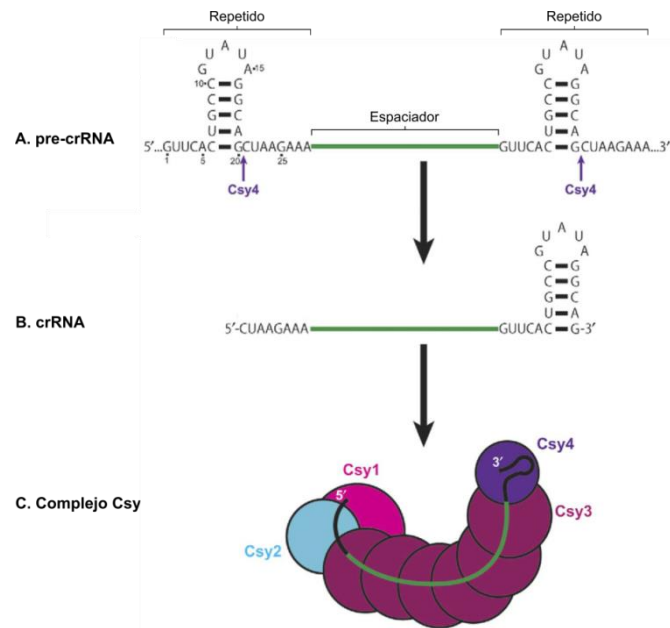 Repetido Repetido
A
U U
G A•15
10•C G
C G
G C
U A
A
U U
G A
C G
C G
G C
U A
Espaciador
A. pre-crRNA
5′...GUUCAC GCUAAGAAA GUUCAC GCUAAGAAA...3′
1 5 20 25
Csy4 Csy4
A
U U
G A
C G
C G
G C
U A
B. crRNA
5′-CUAAGAAA GUUCAC G-3′
Csy4
3′
Csy1
5′
C. Complejo Csy
Csy3
Csy2